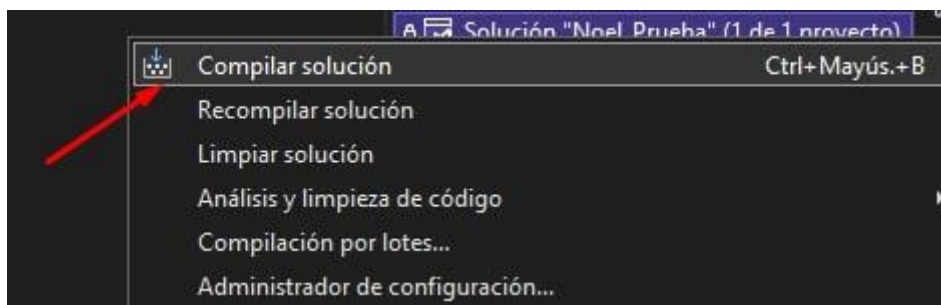 Solución "Noel_Prueba" (1 de 1 proyecto)
Compilar solución Ctrl+Mayús.+B
Recompilar solución
Limpiar solución
Análisis y limpieza de código
Compilación por lotes...
Administrador de configuración...